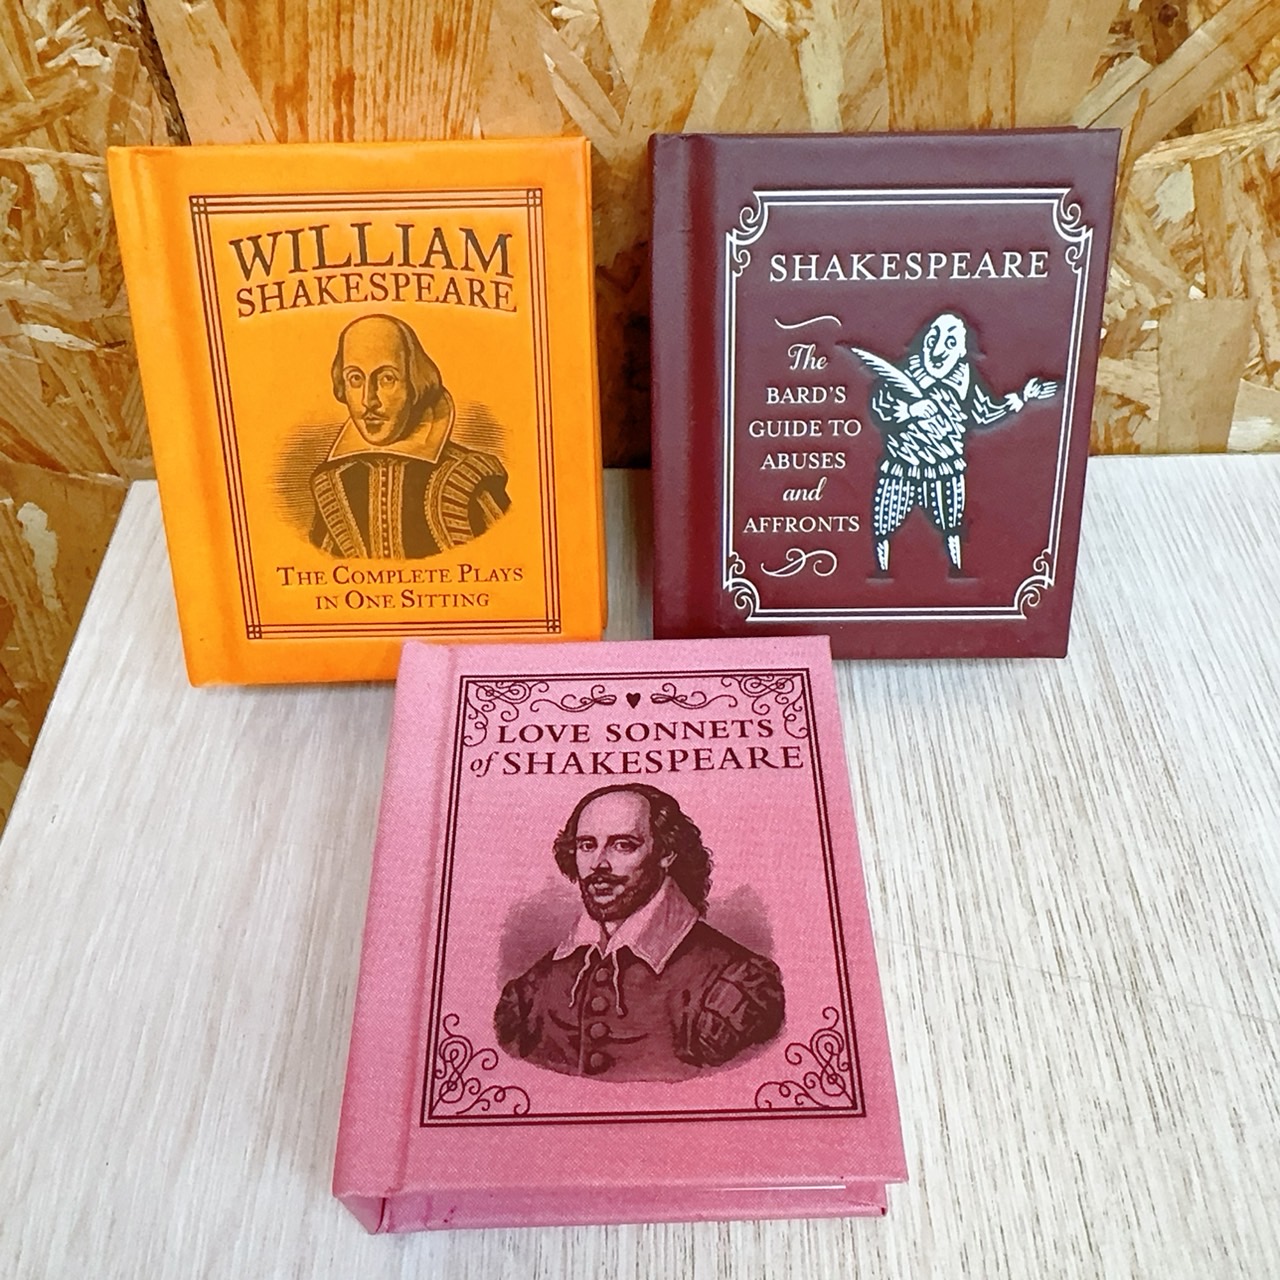 WILLIAM
SHAKESPEARE
THE COMPLETE PLAYS
IN ONE SITTING
SHAKESPEARE
The
BARD'S
GUIDE TO
ABUSES
and
AFFRONTS
LOVE SONNETS
of SHAKESPEARE